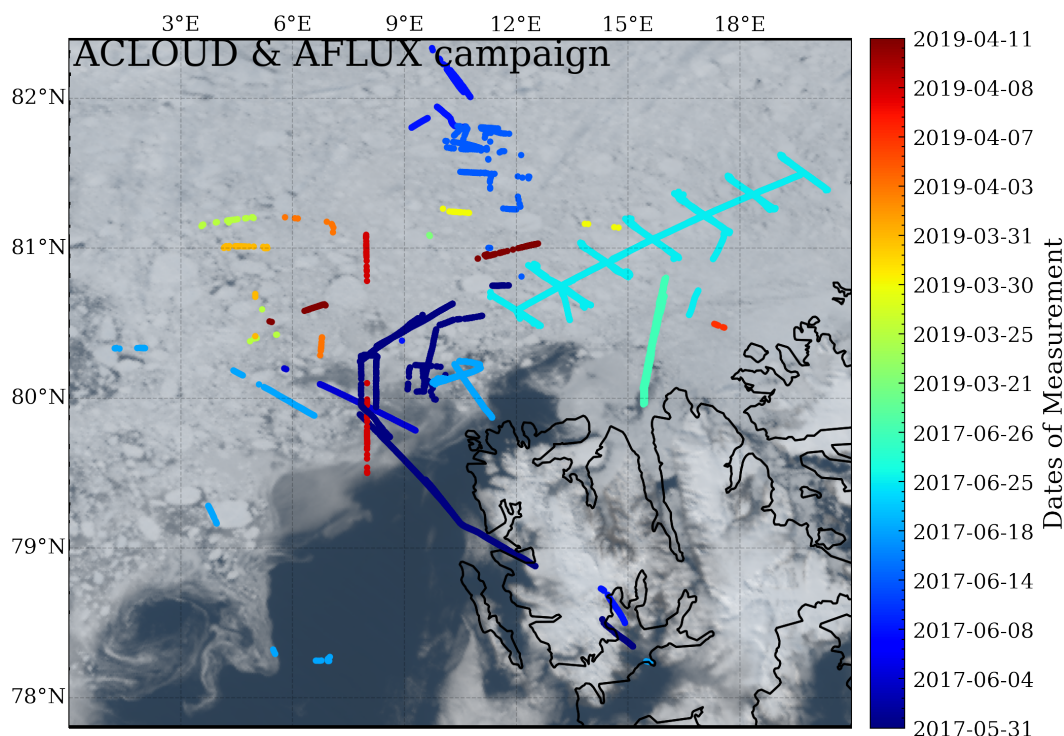 3°E 6°E 9°E 12°E 15°E 18°E
ACLOUD & AFLUX campaign
82°N
81°N
80°N
79°N
78°N
2019-04-11
2019-04-08
2019-04-07
2019-04-03
2019-03-31
2019-03-30
2019-03-25
2019-03-21
2017-06-26
2017-06-25
2017-06-18
2017-06-14
2017-06-08
2017-06-04
2017-05-31
Dates of Measurement